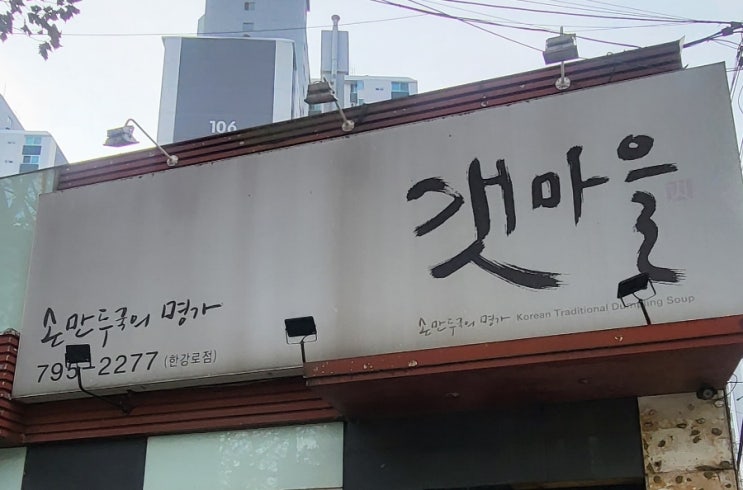 106
갯마을
손만두국의 명가 Korean Traditional Dumpling Soup
손만두국의 명가
795-2277 (한강로점)